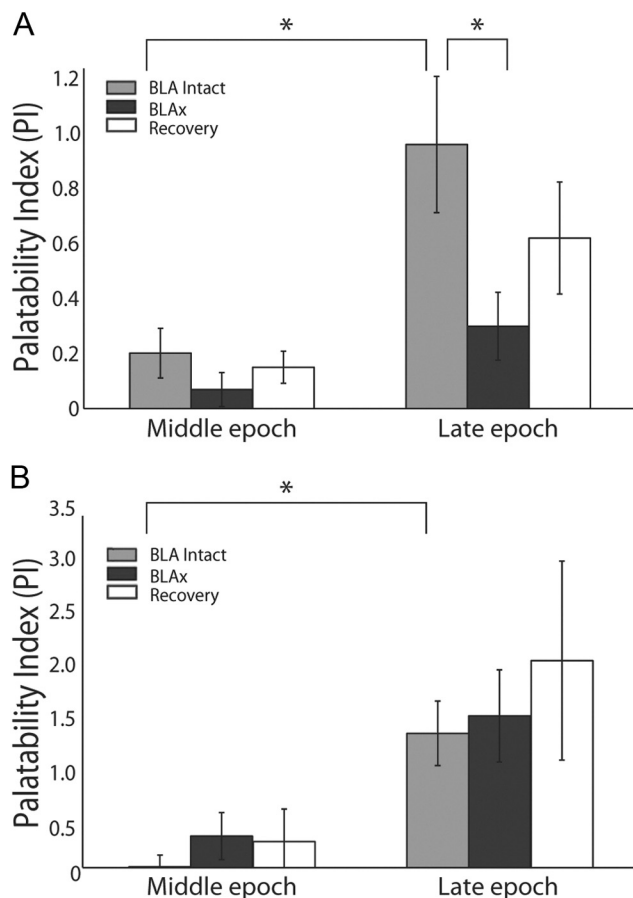 A
*
*
Palatability Index (PI)
1.2
1.0
0.8
0.6
0.4
0.2
0
BLA Intact
BLAx
Recovery
Middle epoch
Late epoch
B
*
Palatability Index (PI)
3.5
3.0
2.5
2.0
1.5
1.0
0.5
0
BLA Intact
BLAx
Recovery
Middle epoch
Late epoch